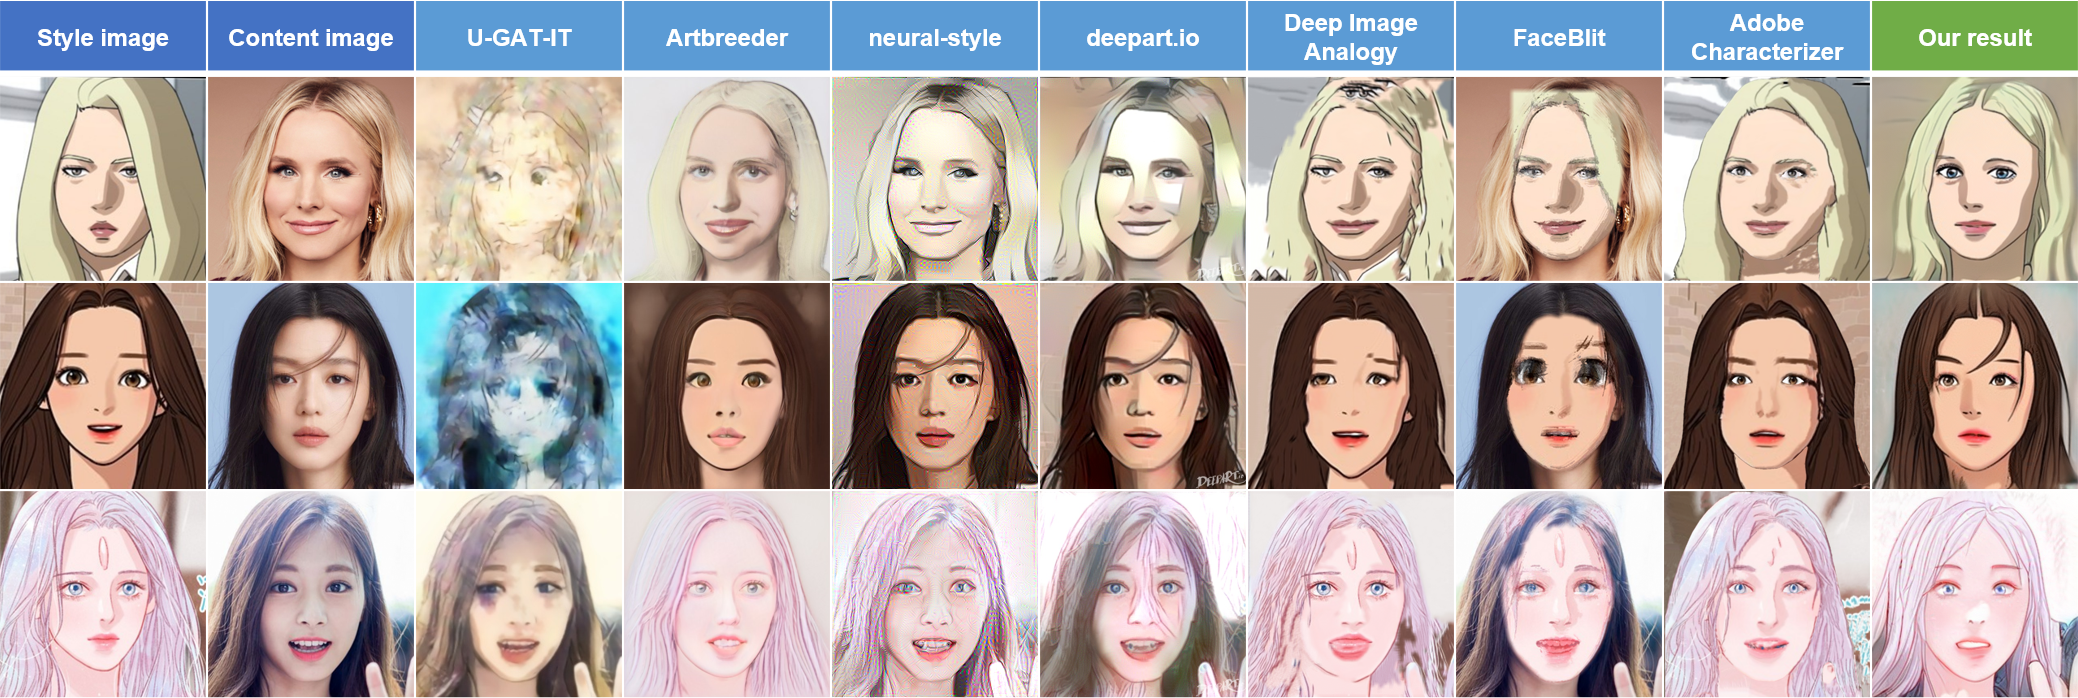 Style image
Content image
U-GAT-IT
Artbreeder
neural-style
deepart.io
Deep Image
Analogy
FaceBlit
Adobe
Characterizer
Our result
DEEPART